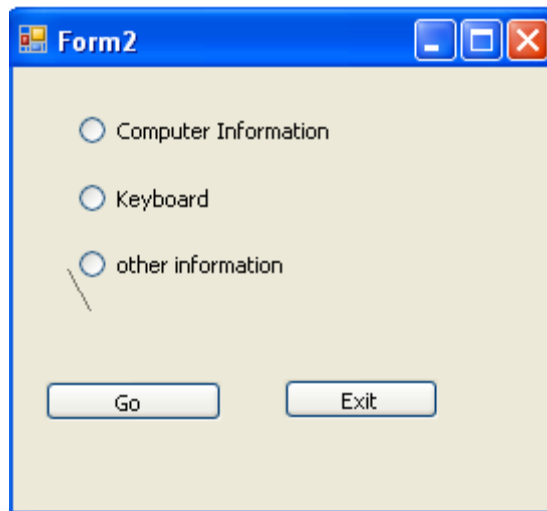 Form2
Computer Information
Keyboard
other information
Go
Exit